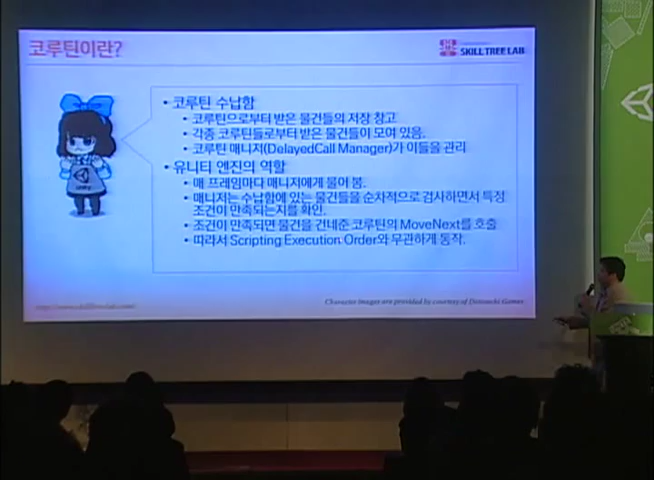 코루틴이란?
SKILL TREE LAB
• 코루틴 수납함
• 코루틴으로부터 받은 물건들의 저장 창고
• 각종 코루틴들로부터 받은 물건들이 모여 있음.
• 코루틴 매니저(DelayedCall Manager)가 이들을 관리
• 유니티 엔진의 역할
• 매 프레임마다 매니저에게 물어 봄.
• 매니저는 수납함에 있는 물건들을 순차적으로 검사하면서 특정
조건이 만족되는지를 확인.
• 조건이 만족되면 물건을 건네준 코루틴의 MoveNext를 호출
• 따라서 Scripting Execution Order와 무관하게 동작.
unity
Character Images are provided by courtesy of Games